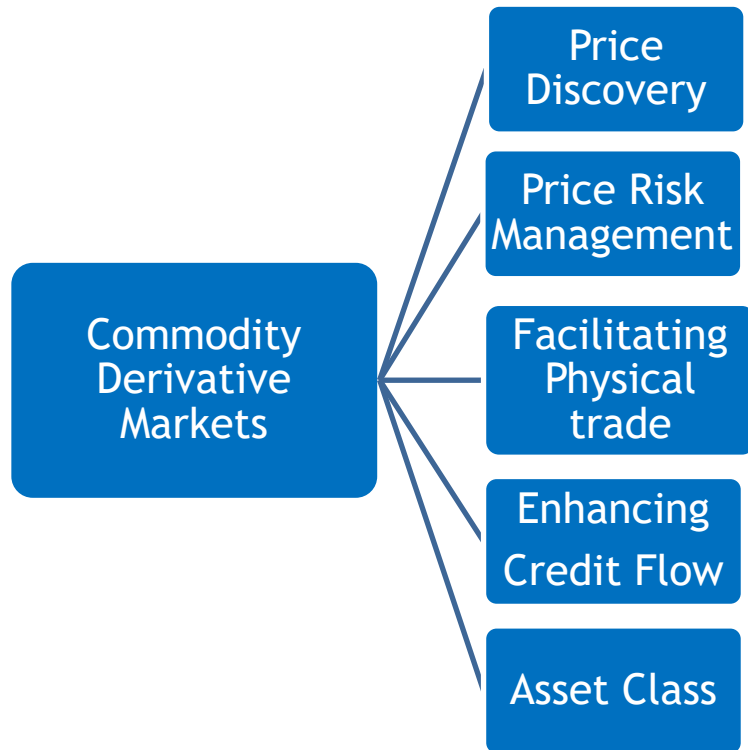 Commodity
Derivative
Markets
Price
Discovery
Price Risk
Management
Facilitating
Physical
trade
Enhancing
Credit Flow
Asset Class